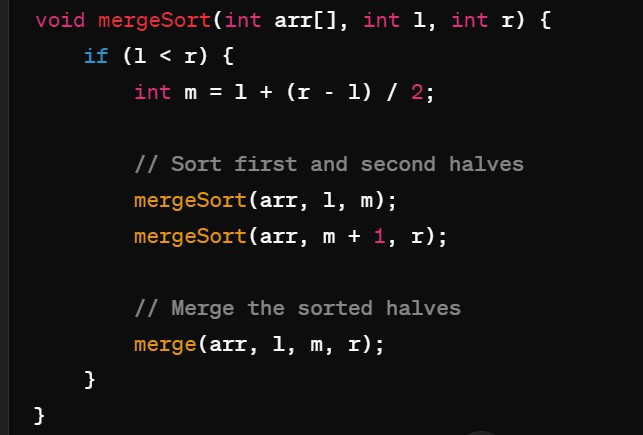 void mergeSort(int arr[], int l, int r) {
    if (l < r) {
        int m = l + (r - l) / 2;

        // Sort first and second halves
        mergeSort(arr, l, m);
        mergeSort(arr, m + 1, r);

        // Merge the sorted halves
        merge(arr, l, m, r);
    }
}